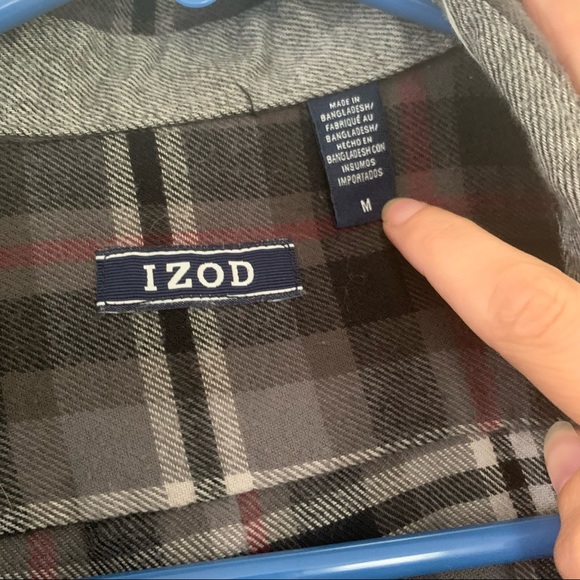 MADE IN
BANGLADESH/
FABRIQUÉ AU
BANGLADESH/
HECHO EN
BANGLADESH CON
INSUMOS
IMPORTADOS
M
IZOD